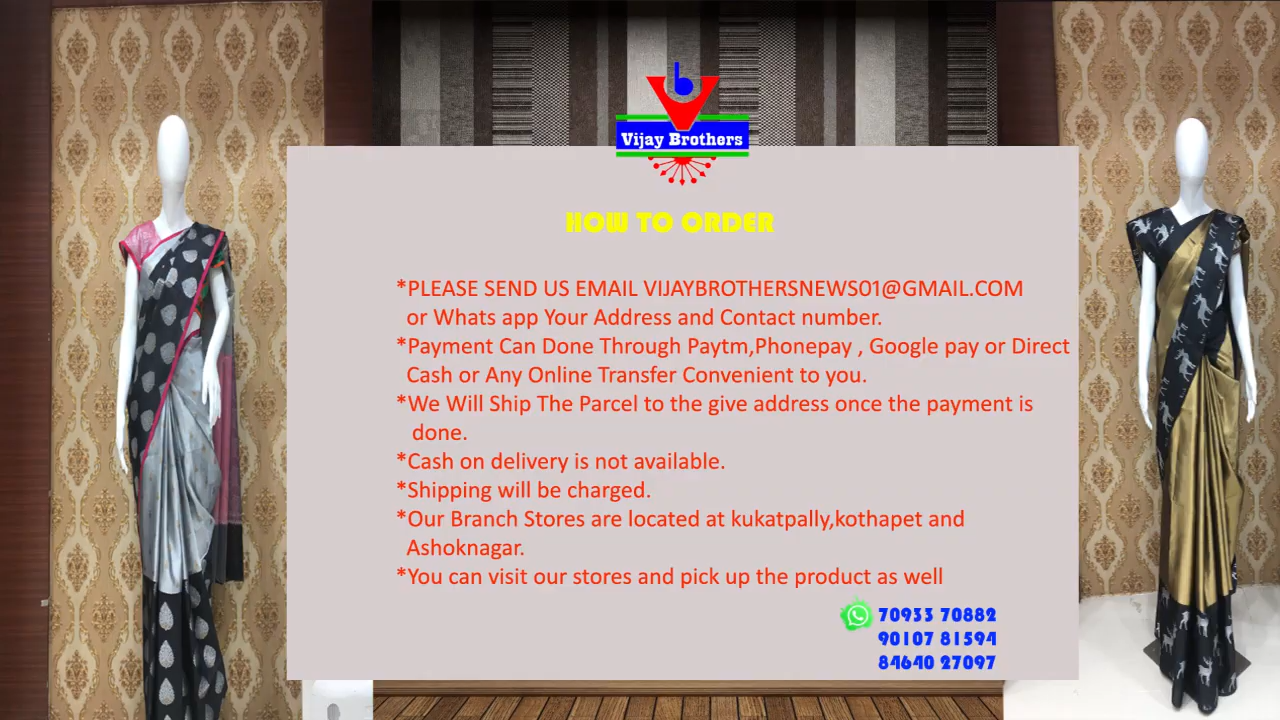 b
Vijay Brothers
HOW TO ORDER
*PLEASE SEND US EMAIL VIJAYBROTHERSNEWS01@GMAIL.COM
or Whats app Your Address and Contact number.
*Payment Can Done Through Paytm,Phonepay , Google pay or Direct
Cash or Any Online Transfer Convenient to you.
*We Will Ship The Parcel to the give address once the payment is
done.
*Cash on delivery is not available.
*Shipping will be charged.
*Our Branch Stores are located at kukatpally,kothapet and
Ashoknagar.
*You can visit our stores and pick up the product as well
70933 70882
90107 81594
84640 27097